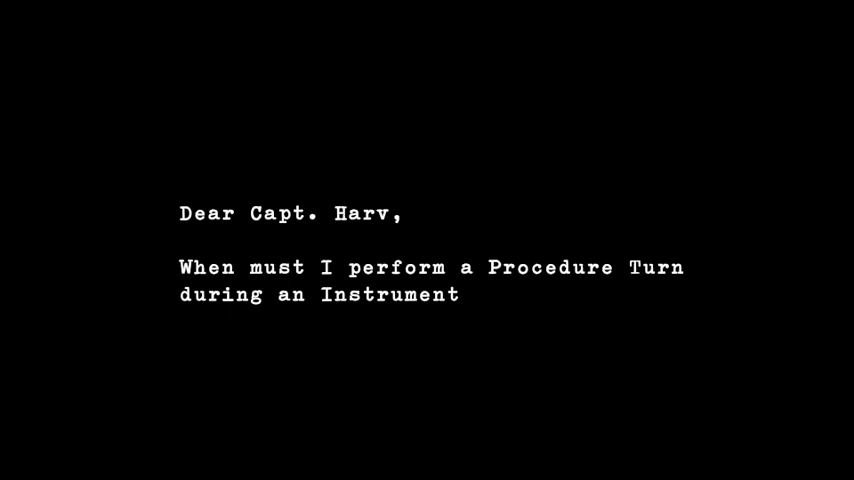 Dear Capt. Harv,
When must I perform a Procedure Turn
during an Instrument